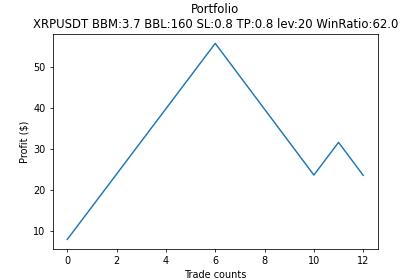 Portfolio
XRPUSDT BBM:3.7 BBL:160 SL:0.8 TP:0.8 lev:20 WinRatio:62.0
50
40
30
20
10
Profit ($)
0 2 4 6 8 10 12
Trade counts